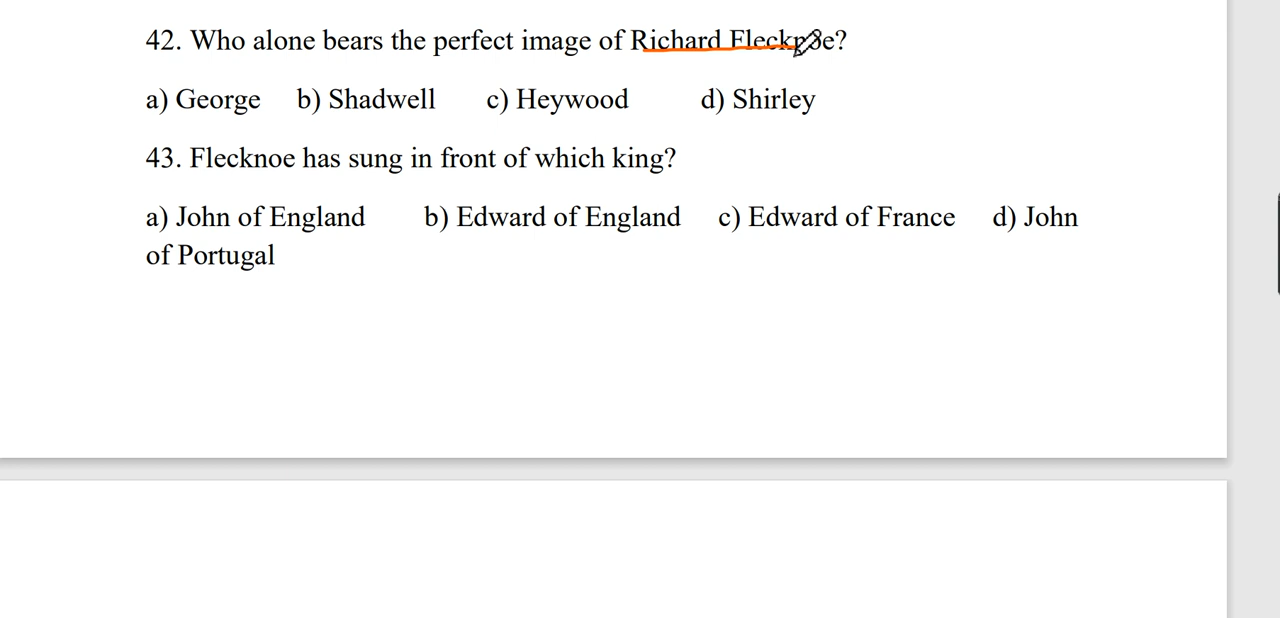 42. Who alone bears the perfect image of Richard Flecknoe?
a) George b) Shadwell c) Heywood d) Shirley
43. Flecknoe has sung in front of which king?
a) John of England b) Edward of England c) Edward of France d) John
of Portugal